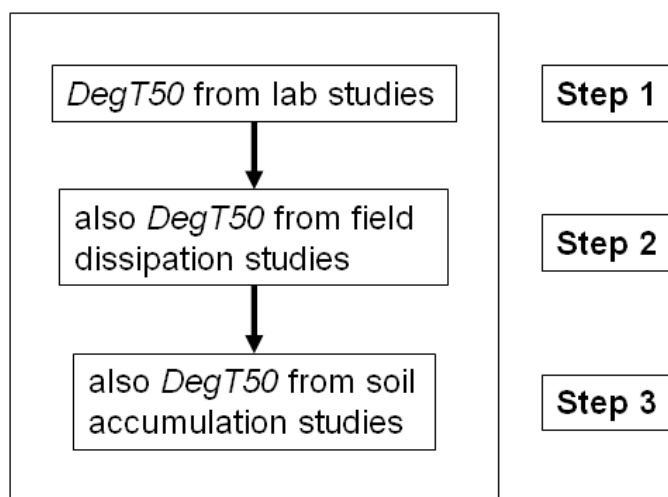 DegT50 from lab studies
Step 1
also DegT50 from field
dissipation studies
Step 2
also DegT50 from soil
accumulation studies
Step 3